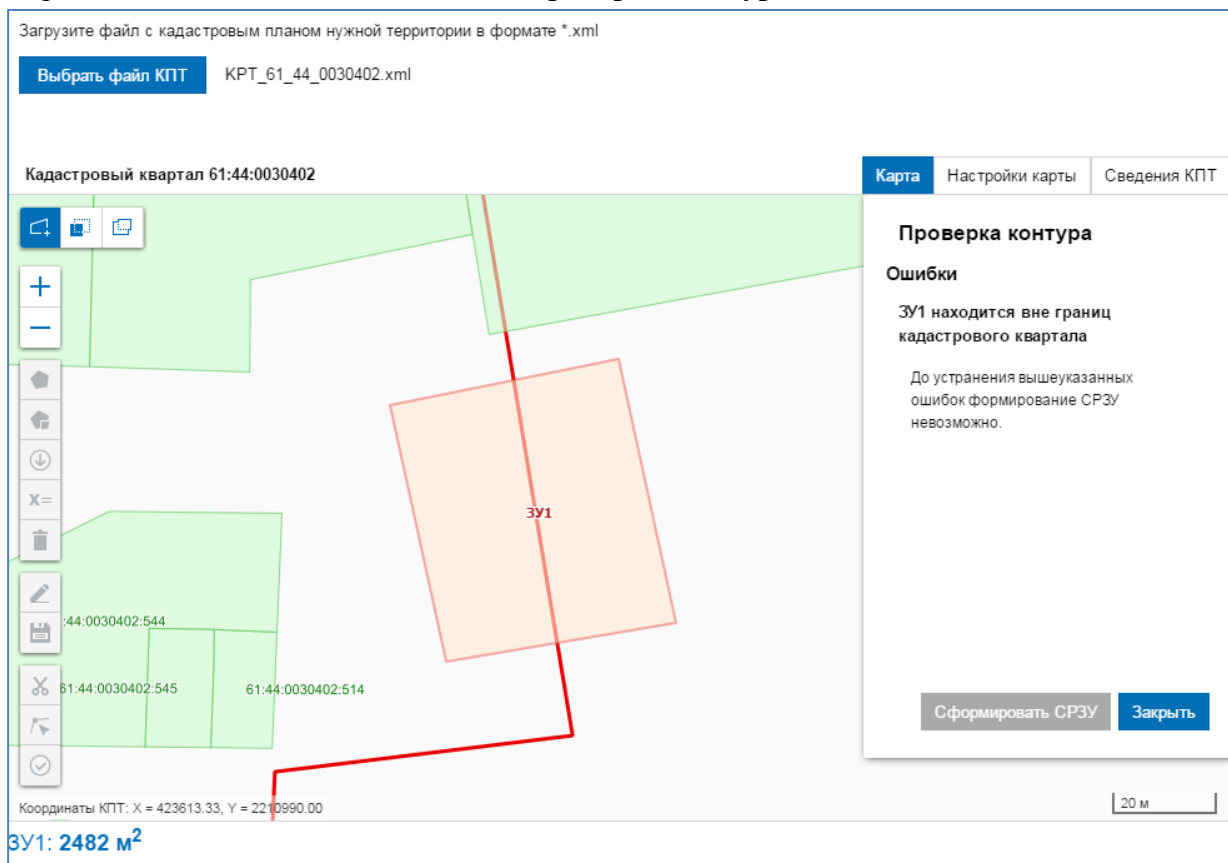 Загрузите файл с кадастровым планом нужной территории в формате *.xml
Выбрать файл КПТ KPT_61_44_0030402.xml
Кадастровый квартал 61:44:0030402
Карта Настройки карты Сведения КПТ
Проверка контура
Ошибки
ЗУ1 находится вне границ
кадастрового квартала
До устранения вышеуказанных
ошибок формирование СРЗУ
невозможно.
X=
ЗУ1
:44:0030402:544
61:44:0030402:545 61:44:0030402:514
Сформировать СРЗУ Закрыть
Координаты КПТ: X = 423613.33, Y = 2210990.00
20 м
ЗУ1: 2482 м²